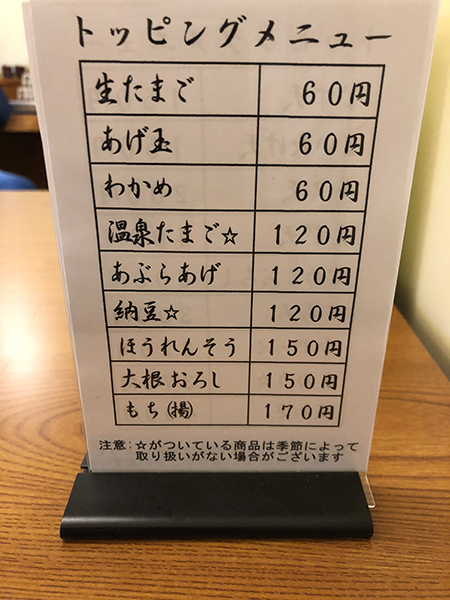 トッピングメニュー
生たまご ６０円
あげ玉 ６０円
わかめ ６０円
温泉たまご☆ １２０円
あぶらあげ １２０円
納豆☆ １２０円
ほうれんそう １５０円
大根おろし １５０円
もち(揚) １７０円
注意：☆がついている商品は季節によって
取り扱いがない場合がございます